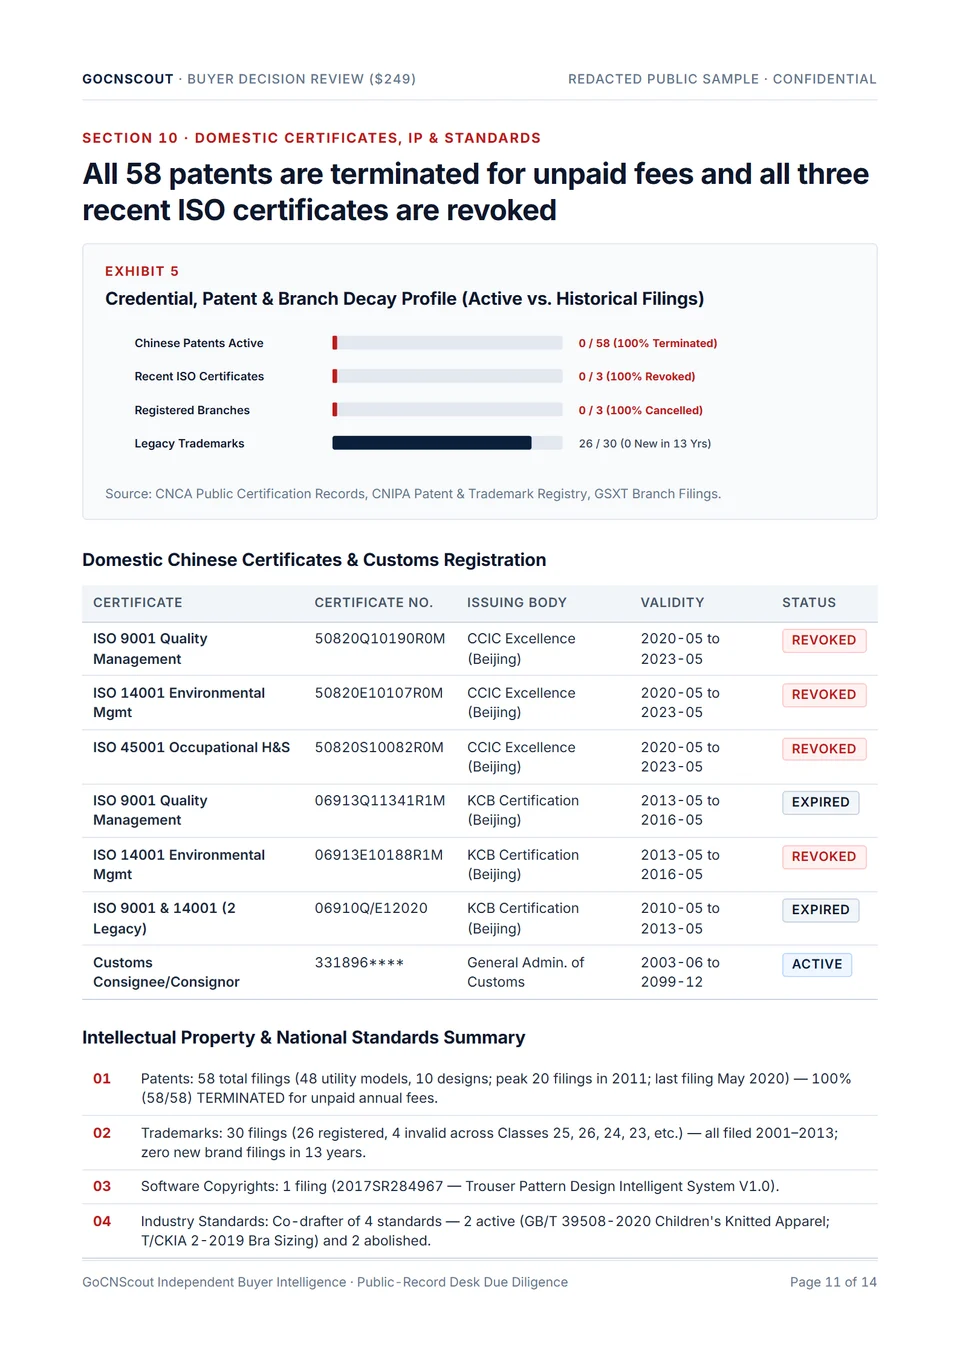 GOCNSCOUT · BUYER DECISION REVIEW ($249)
REDACTED PUBLIC SAMPLE · CONFIDENTIAL
SECTION 10 · DOMESTIC CERTIFICATES, IP & STANDARDS
All 58 patents are terminated for unpaid fees and all three
recent ISO certificates are revoked
EXHIBIT 5
Credential, Patent & Branch Decay Profile (Active vs. Historical Filings)
Chinese Patents Active 0 / 58 (100% Terminated)
Recent ISO Certificates 0 / 3 (100% Revoked)
Registered Branches 0 / 3 (100% Cancelled)
Legacy Trademarks 26 / 30 (0 New in 13 Yrs)
Source: CNCA Public Certification Records, CNIPA Patent & Trademark Registry, GSXT Branch Filings.
Domestic Chinese Certificates & Customs Registration
CERTIFICATE CERTIFICATE NO. ISSUING BODY VALIDITY STATUS
ISO 9001 Quality 50820Q10190R0M CCIC Excellence 2020-05 to REVOKED
Management (Beijing) 2023-05
ISO 14001 Environmental 50820E10107R0M CCIC Excellence 2020-05 to REVOKED
Mgmt (Beijing) 2023-05
ISO 45001 Occupational H&S 50820S10082R0M CCIC Excellence 2020-05 to REVOKED
(Beijing) 2023-05
ISO 9001 Quality 06913Q11341R1M KCB Certification 2013-05 to EXPIRED
Management (Beijing) 2016-05
ISO 14001 Environmental 06913E10188R1M KCB Certification 2013-05 to REVOKED
Mgmt (Beijing) 2016-05
ISO 9001 & 14001 (2 06910Q/E12020 KCB Certification 2010-05 to EXPIRED
Legacy) (Beijing) 2013-05
Customs 331896**** General Admin. of 2003-06 to ACTIVE
Consignee/Consignor Customs 2099-12
Intellectual Property & National Standards Summary
01 Patents: 58 total filings (48 utility models, 10 designs; peak 20 filings in 2011; last filing May 2020) — 100%
(58/58) TERMINATED for unpaid annual fees.
02 Trademarks: 30 filings (26 registered, 4 invalid across Classes 25, 26, 24, 23, etc.) — all filed 2001–2013;
zero new brand filings in 13 years.
03 Software Copyrights: 1 filing (2017SR284967 — Trouser Pattern Design Intelligent System V1.0).
04 Industry Standards: Co-drafter of 4 standards — 2 active (GB/T 39508-2020 Children's Knitted Apparel;
T/CKIA 2-2019 Bra Sizing) and 2 abolished.
GoCNScout Independent Buyer Intelligence · Public-Record Desk Due Diligence
Page 11 of 14